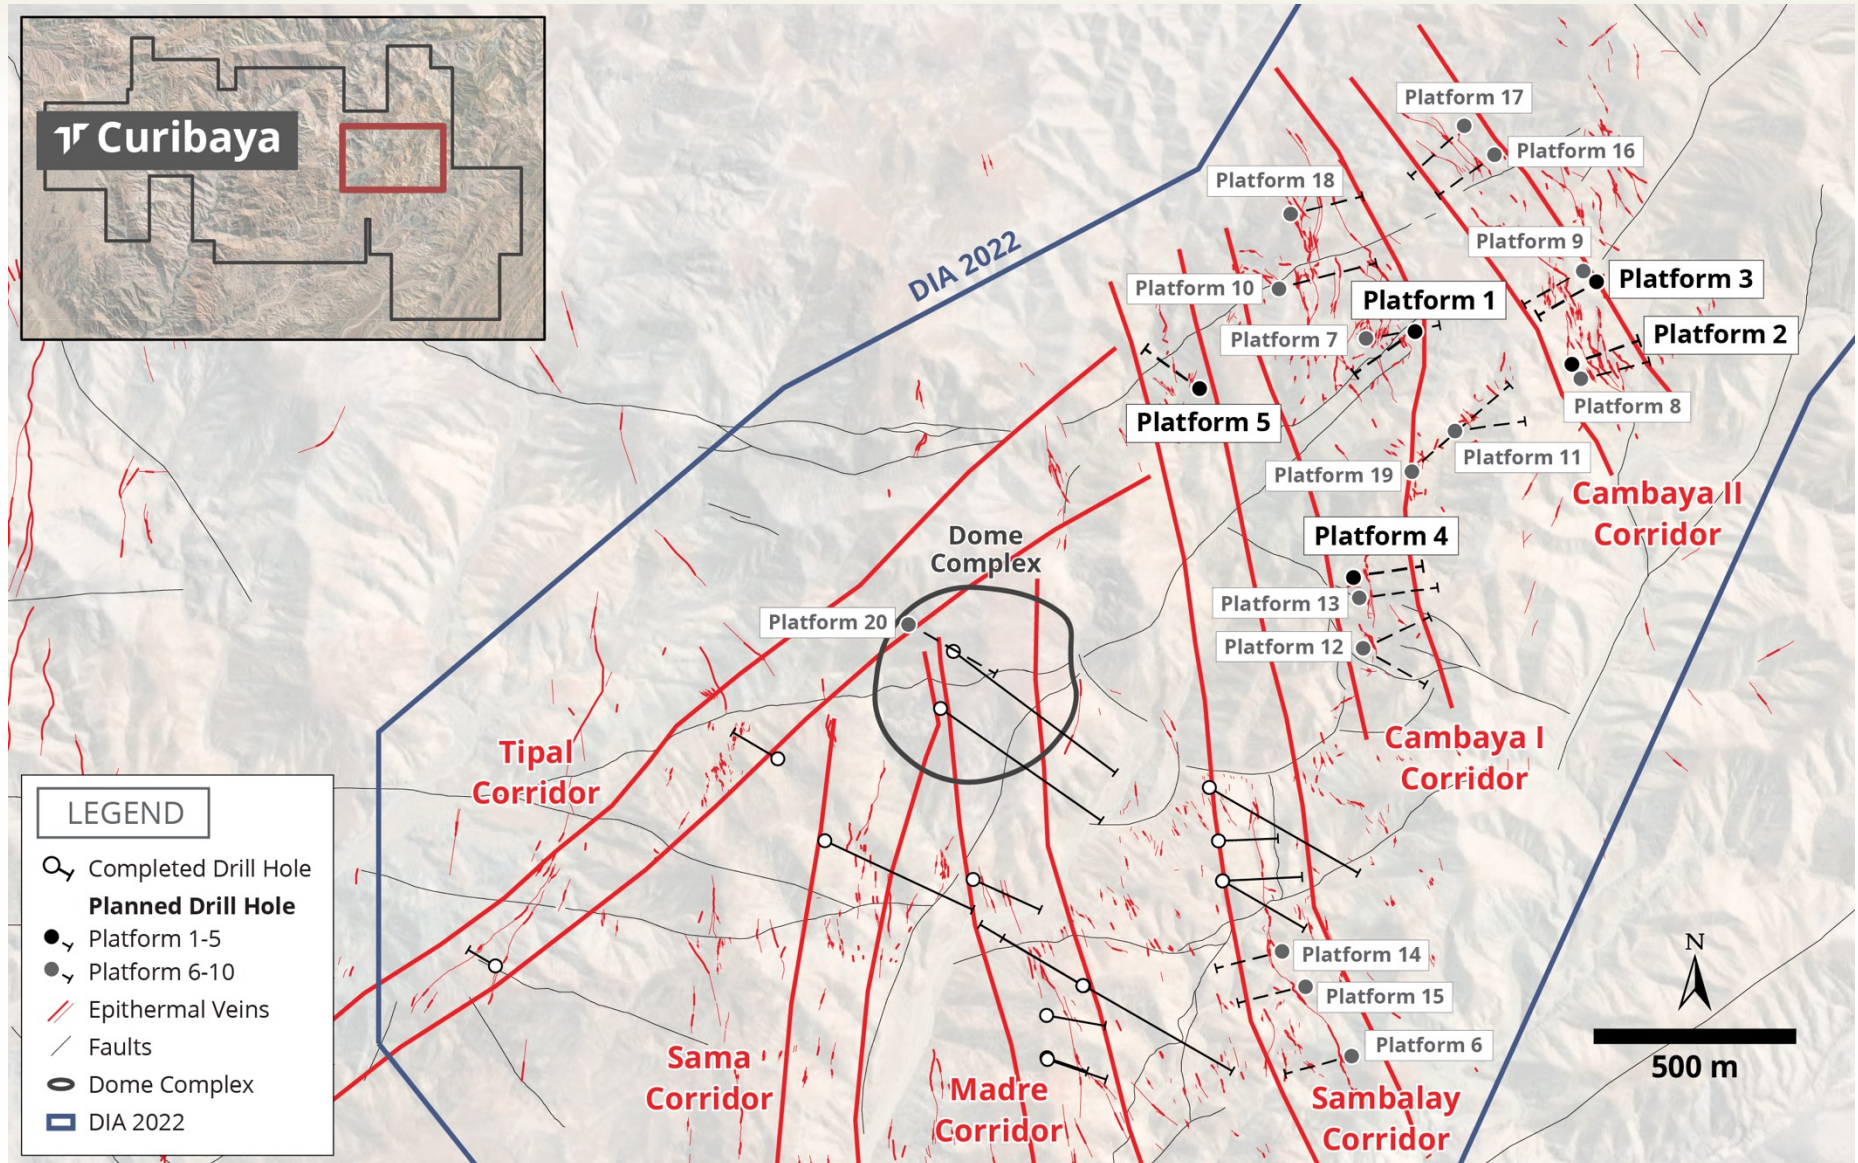 Curibaya
DIA 2022
Platform 17
Platform 16
Platform 18
Platform 9
Platform 3
Platform 10
Platform 1
Platform 7
Platform 2
Platform 8
Platform 5
Platform 11
Platform 19
Cambaya II
Corridor
Platform 4
Dome
Complex
Platform 20
Platform 13
Platform 12
Tipal
Corridor
Cambaya I
Corridor
LEGEND
Completed Drill Hole
Planned Drill Hole
Platform 1-5
Platform 6-10
Epithermal Veins
Faults
Dome Complex
DIA 2022
Platform 14
Platform 15
Platform 6
Sama
Corridor
Madre
Corridor
Sambalay
Corridor
N
500 m